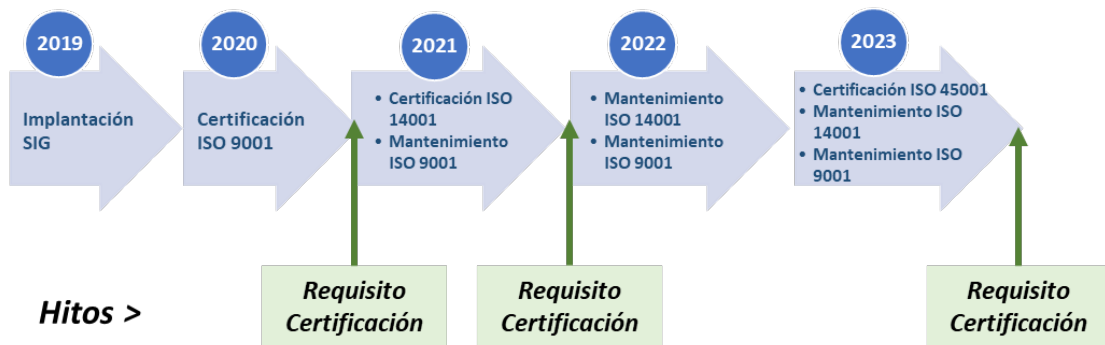 2019
Implantación
SIG
2020
Certificación
ISO 9001
2021
• Certificación ISO
14001
• Mantenimiento
ISO 9001
2022
• Mantenimiento
ISO 14001
• Mantenimiento
ISO 9001
2023
• Certificación ISO 45001
• Mantenimiento ISO
14001
• Mantenimiento ISO
9001
Hitos >
Requisito
Certificación
Requisito
Certificación
Requisito
Certificación